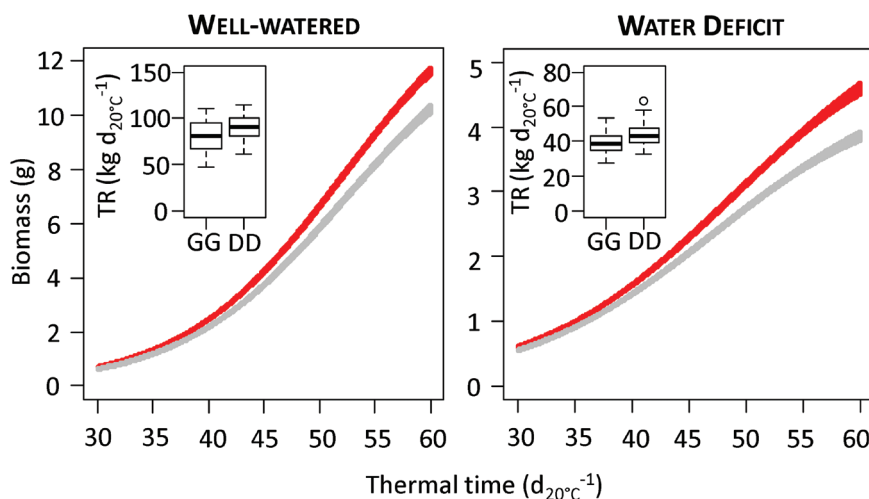 WELL-WATERED
WATER DEFICIT
Biomass (g)
12
10
8
6
4
2
0
TR (kg d20°C-1)
150
100
50
0
GG DD
30 35 40 45 50 55 60
5
4
3
2
1
0
TR (kg d20°C-1)
80
60
40
20
0
GG DD
30 35 40 45 50 55 60
Thermal time (d20°C-1)